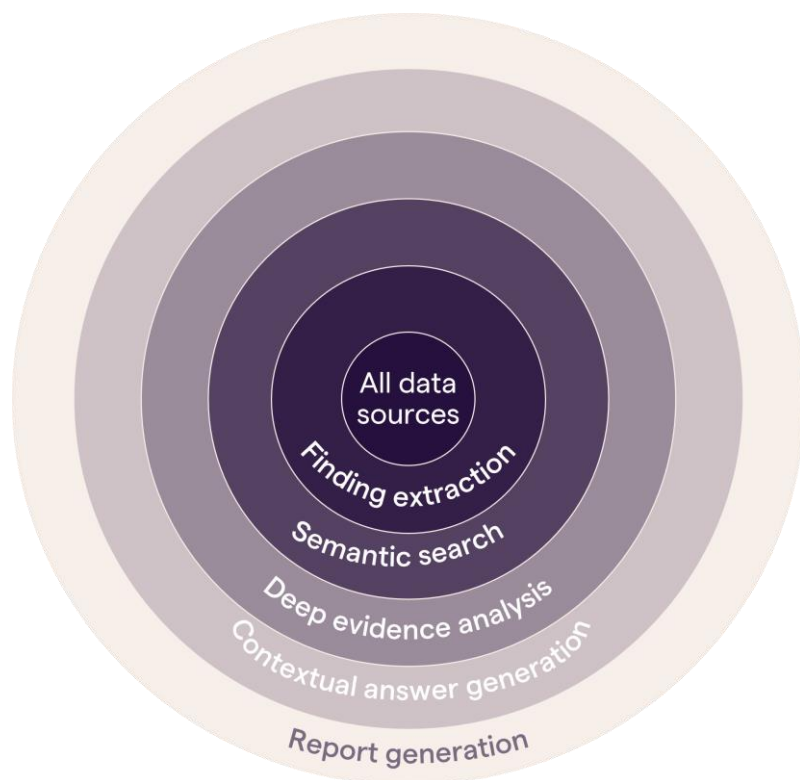 All data
sources
Finding extraction
Semantic search
Deep evidence analysis
Contextual answer generation
Report generation